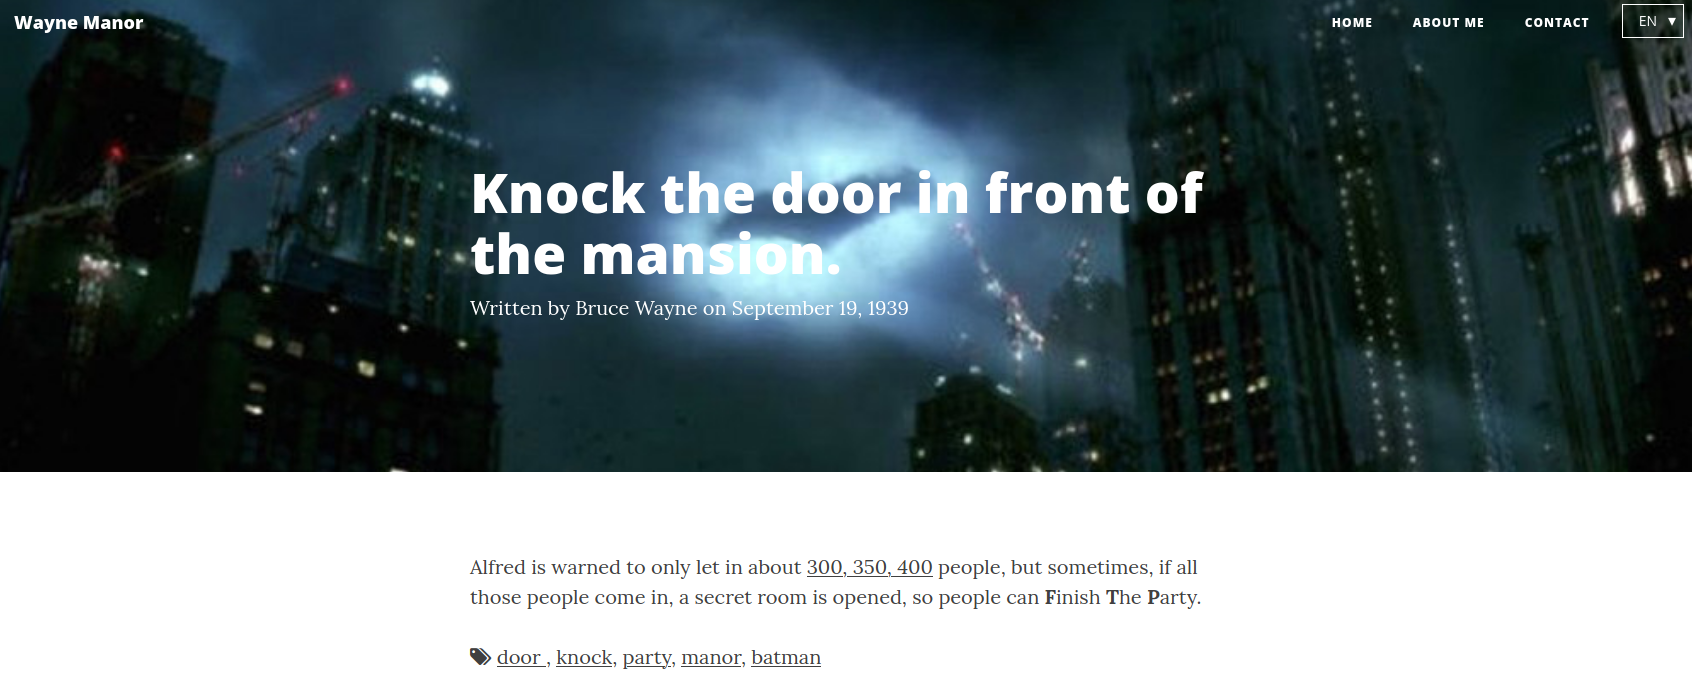 Wayne Manor
HOME ABOUT ME CONTACT EN ▾
Knock the door in front of
the mansion.
Written by Bruce Wayne on September 19, 1939
Alfred is warned to only let in about 300, 350, 400 people, but sometimes, if all
those people come in, a secret room is opened, so people can Finish The Party.
door , knock, party, manor, batman